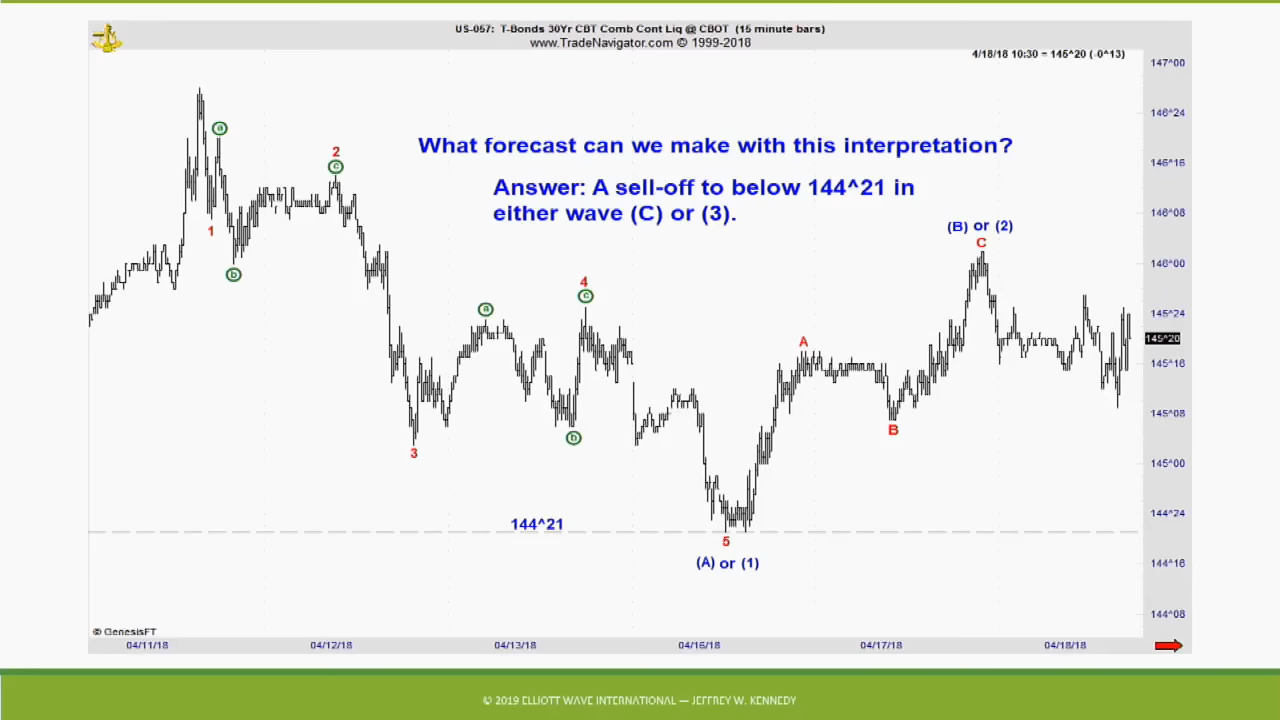 US-057: T-Bonds 30Yr CBT Comb Cont Liq @ CBOT (15 minute bars)
www.TradeNavigator.com © 1999-2018
4/18/18 10:30 = 145^20 (-0^13)
147^00
146^24
a
What forecast can we make with this interpretation?
2
c
146^16
Answer: A sell-off to below 144^21 in
either wave (C) or (3).
146^08
1
(B) or (2)
C
b
146^00
4
c
a
145^24
A
145^20
145^16
145^08
B
b
3
145^00
144^24
144^21
5
(A) or (1)
144^16
144^08
© GenesisFT
04/11/18 04/12/18 04/13/18 04/16/18 04/17/18 04/18/18
© 2019 ELLIOTT WAVE INTERNATIONAL — JEFFREY W. KENNEDY